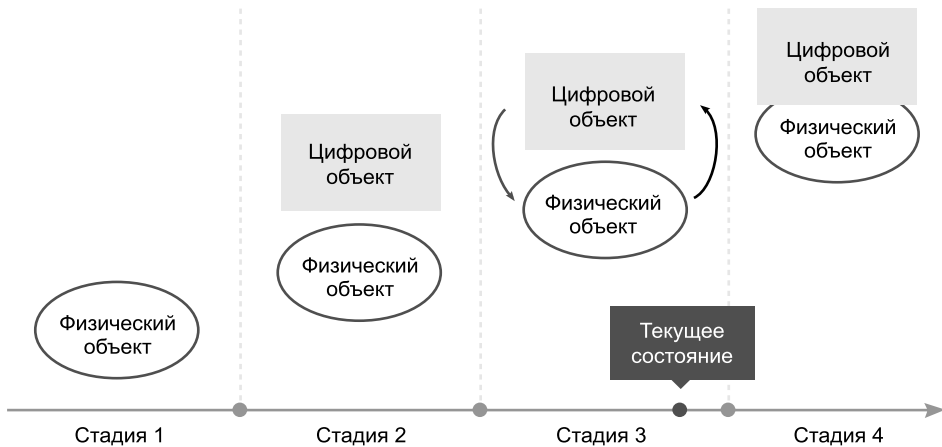 Физический
объект
Цифровой
объект
Физический
объект
Цифровой
объект
Физический
объект
Цифровой
объект
Физический
объект
Текущее
состояние
Стадия 1
Стадия 2
Стадия 3
Стадия 4